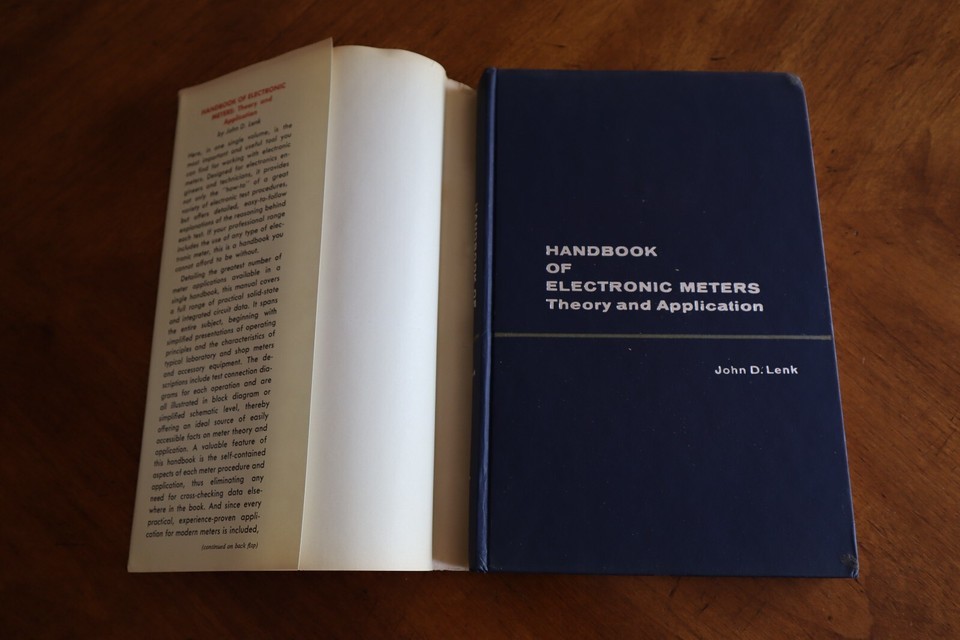 HANDBOOK OF ELECTRONIC
METERS: Theory and
Application
by John D. Lenk
Here, in one single volume, is the
most important and useful tool you
can find for working with electronic
meters. Designed for electronics en-
gineers and technicians, it provides
not only the "how-to" of a great
variety of electronic test procedures,
but offers detailed, easy-to-follow
explanations of the reasoning behind
each test. If your professional range
includes the use of any type of elec-
tronic meter, this is a handbook you
cannot afford to be without.
Detailing the greatest number of
meter applications available in a
single handbook, this manual covers
a full range of practical solid-state
and integrated circuit data. It spans
the entire subject, beginning with
simplified presentations of operating
principles and the characteristics of
typical laboratory and shop meters
and accessory equipment. The de-
scriptions include test connection dia-
grams for each operation and are
all illustrated in block diagram or
simplified schematic level, thereby
offering an ideal source of easily
accessible facts on meter theory and
application. A valuable feature of
this handbook is the self-contained
aspects of each meter procedure and
application, thus eliminating any
need for cross-checking data else-
where in the book. And since every
practical, experience-proven appli-
cation for modern meters is included,
(continued on back flap)
HANDBOOK
OF
ELECTRONIC METERS
Theory and Application
John D. Lenk